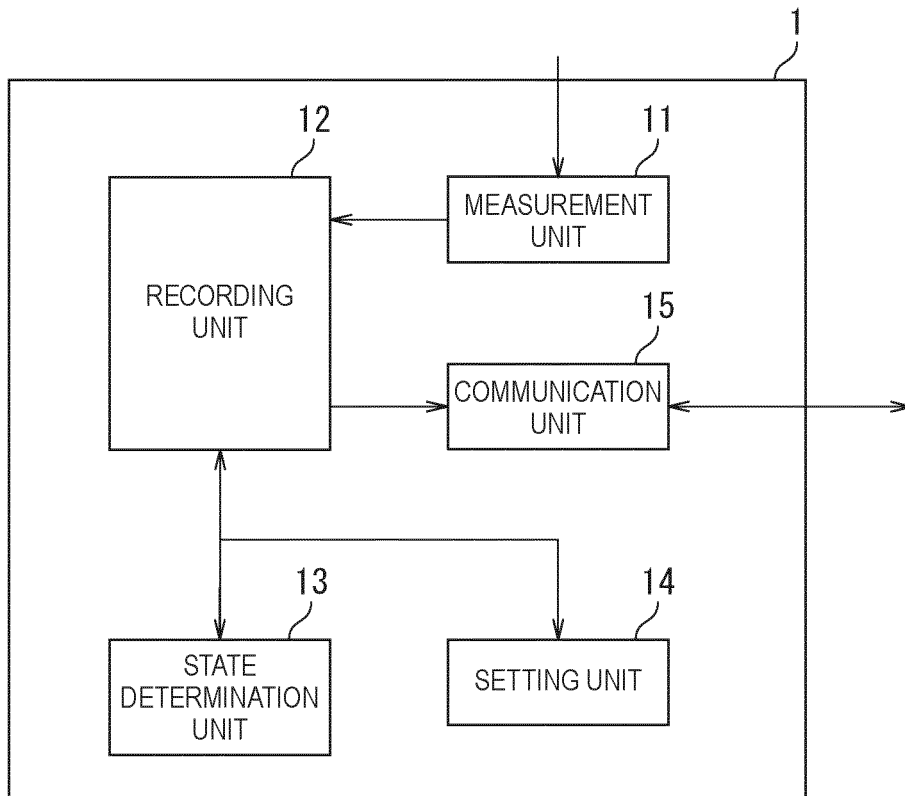 1
12
11
MEASUREMENT
UNIT
RECORDING
UNIT
15
COMMUNICATION
UNIT
13
14
STATE
DETERMINATION
UNIT
SETTING UNIT